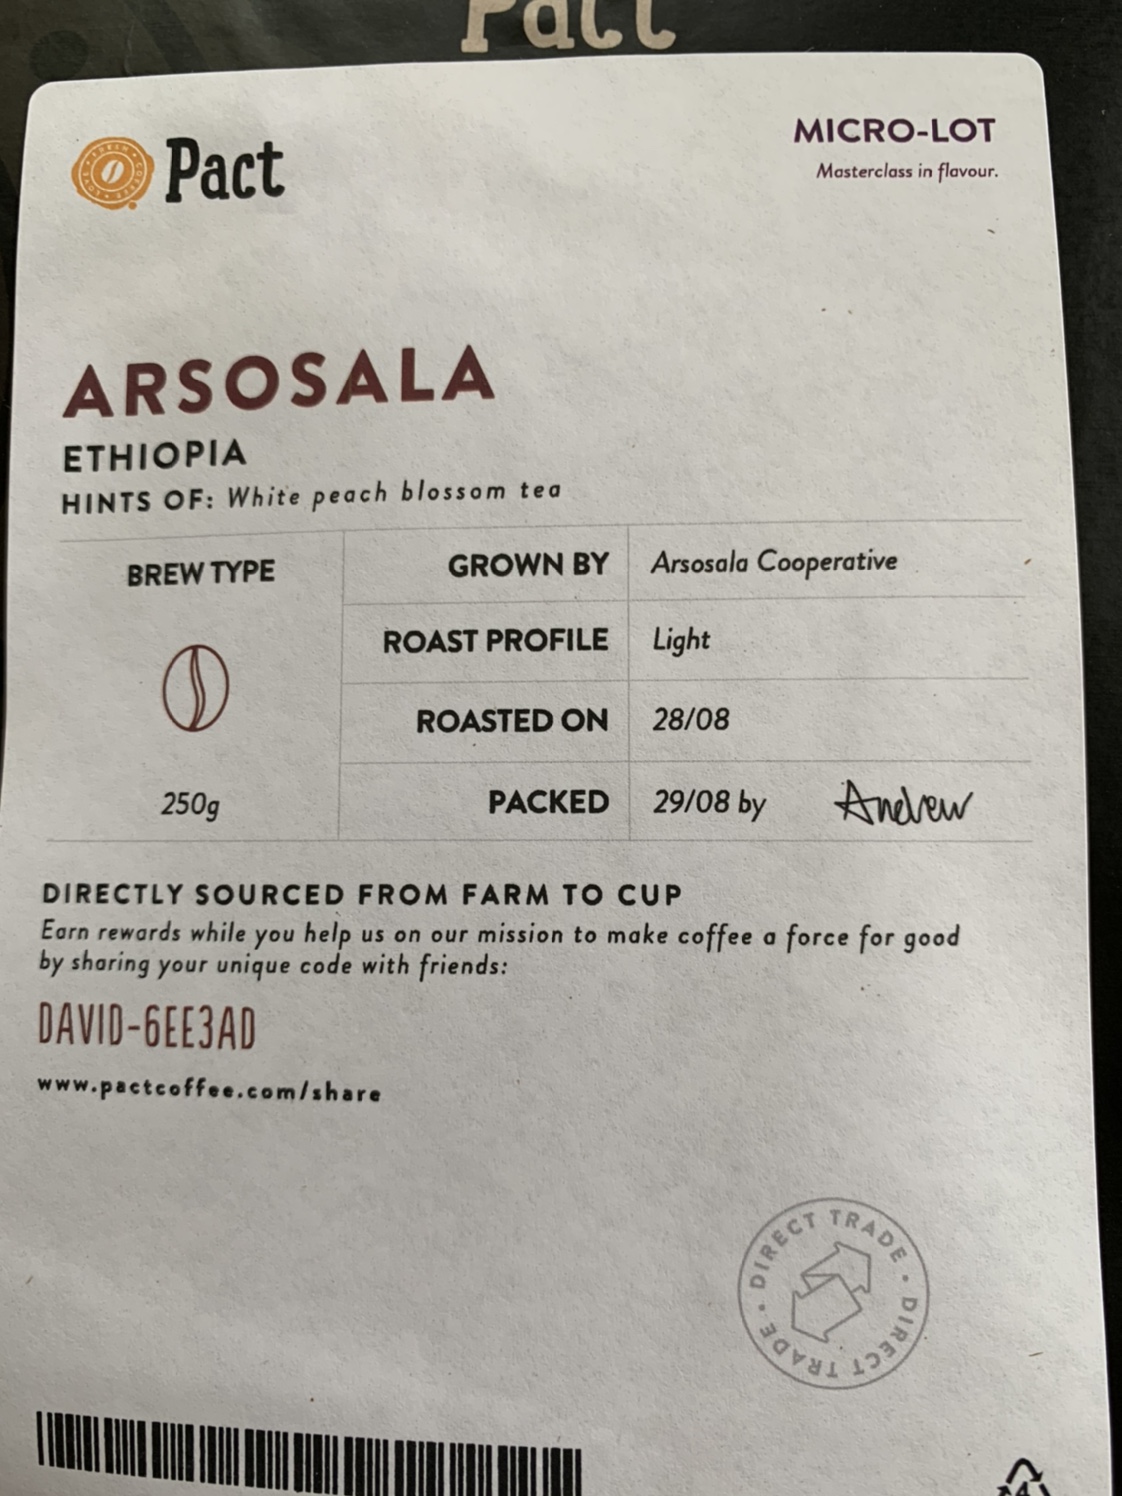 Pact
Pact
MICRO-LOT
Masterclass in flavour.
ARSOSALA
ETHIOPIA
HINTS OF: White peach blossom tea
BREW TYPE
250g
GROWN BY Arsosala Cooperative
ROAST PROFILE Light
ROASTED ON 28/08
PACKED 29/08 by Andrew
DIRECTLY SOURCED FROM FARM TO CUP
Earn rewards while you help us on our mission to make coffee a force for good
by sharing your unique code with friends:
DAVID-6EE3AD
www.pactcoffee.com/share
DIRECT TRADE · DIRECT TRADE ·